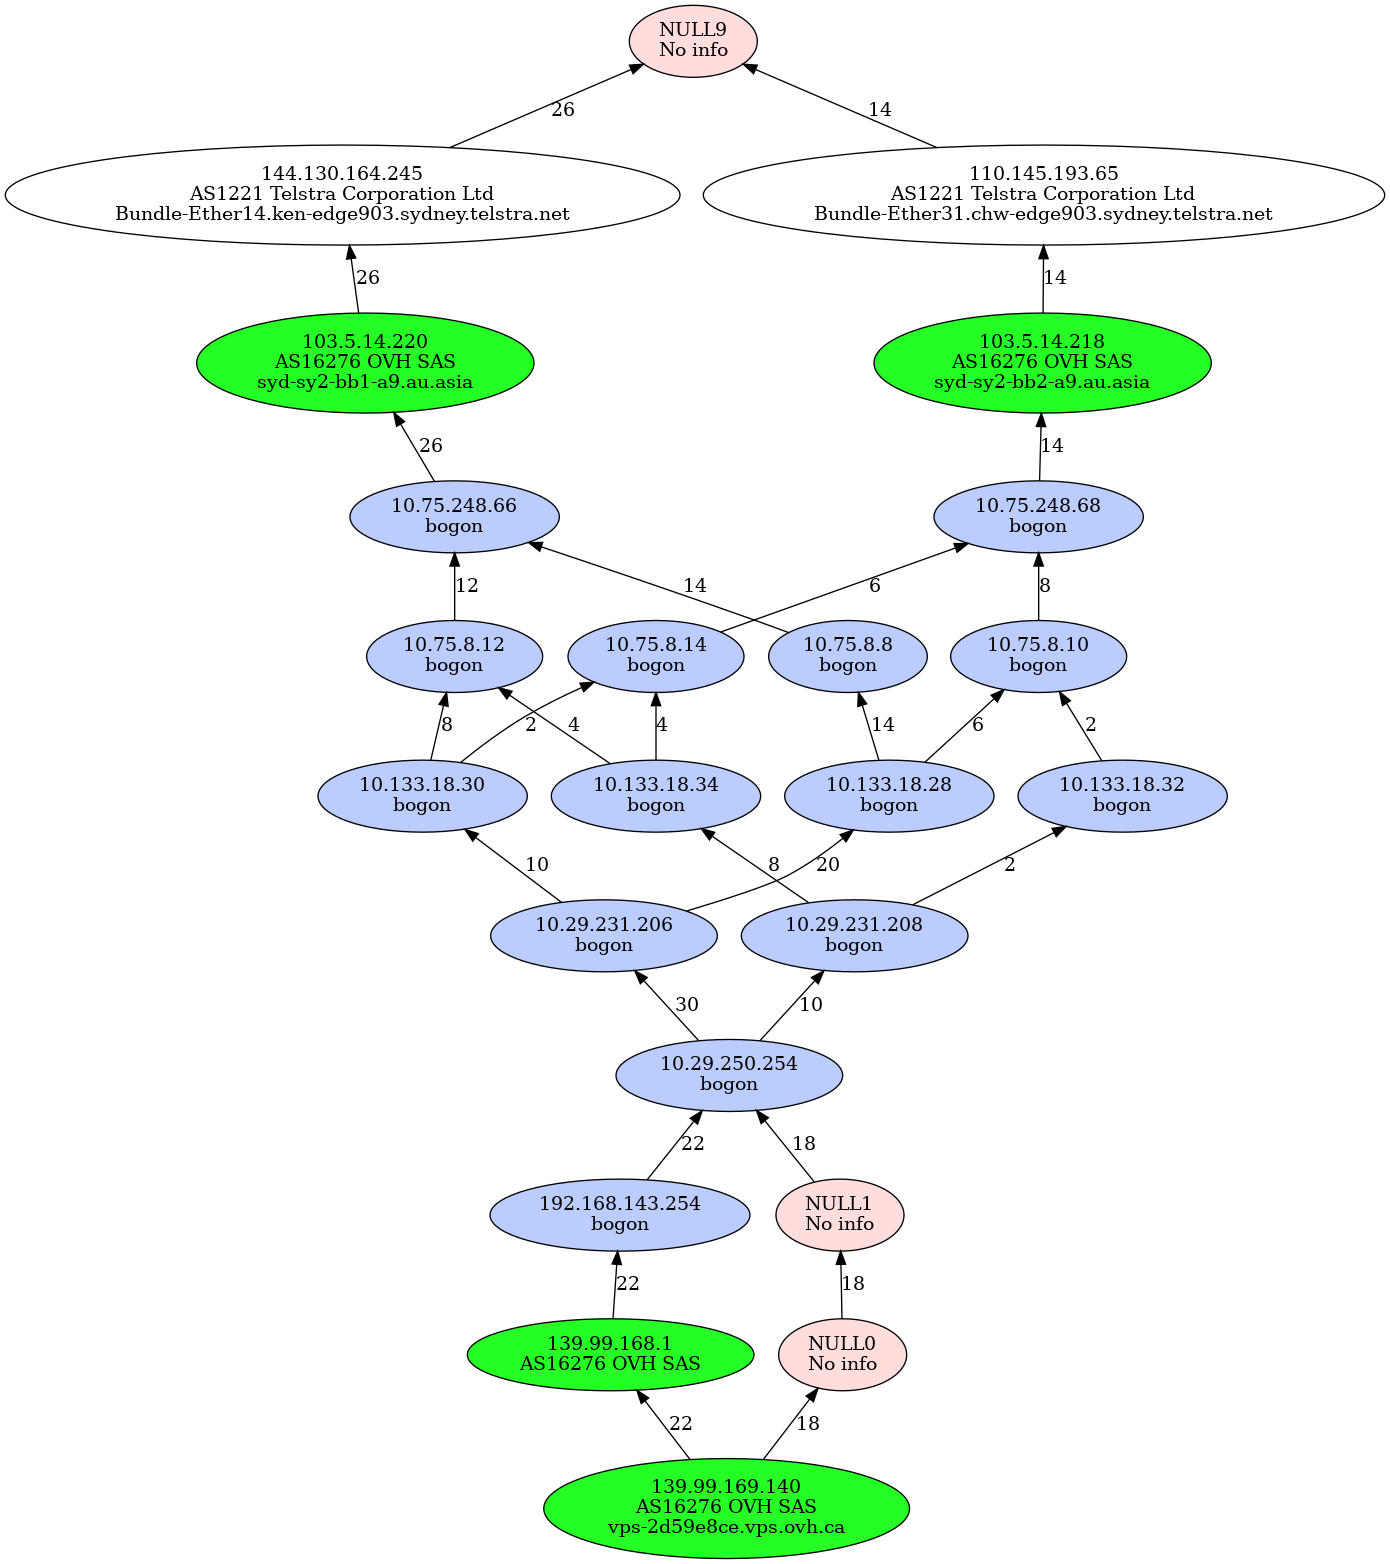 NULL9
No info
26
14
144.130.164.245
AS1221 Telstra Corporation Ltd
Bundle-Ether14.ken-edge903.sydney.telstra.net
110.145.193.65
AS1221 Telstra Corporation Ltd
Bundle-Ether31.chw-edge903.sydney.telstra.net
26
14
103.5.14.220
AS16276 OVH SAS
syd-sy2-bb1-a9.au.asia
103.5.14.218
AS16276 OVH SAS
syd-sy2-bb2-a9.au.asia
26
14
10.75.248.66
bogon
10.75.248.68
bogon
12
14
6
8
10.75.8.12
bogon
10.75.8.14
bogon
10.75.8.8
bogon
10.75.8.10
bogon
8
2
4
4
14
6
2
10.133.18.30
bogon
10.133.18.34
bogon
10.133.18.28
bogon
10.133.18.32
bogon
10
8
20
2
10.29.231.206
bogon
10.29.231.208
bogon
30
10
10.29.250.254
bogon
22
18
192.168.143.254
bogon
NULL1
No info
22
18
139.99.168.1
AS16276 OVH SAS
NULL0
No info
22
18
139.99.169.140
AS16276 OVH SAS
vps-2d59e8ce.vps.ovh.ca